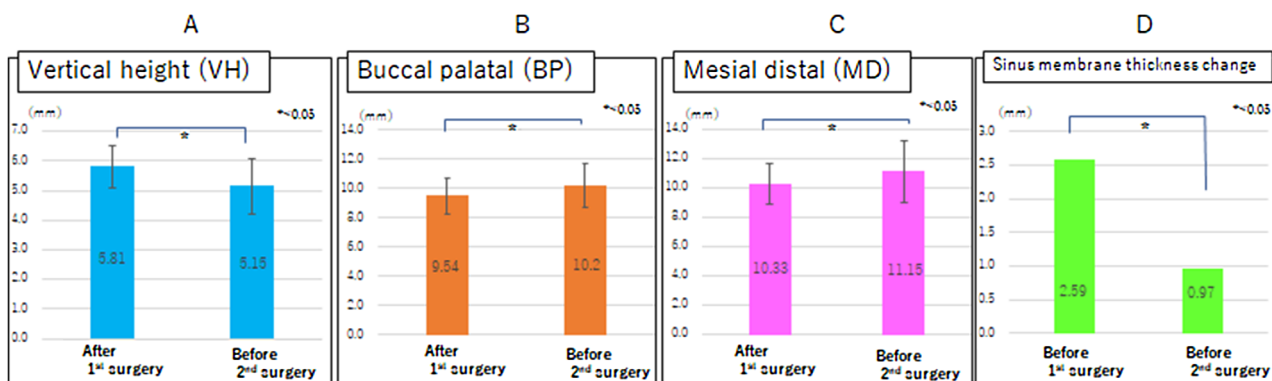 A
Vertical height (VH)
(mm)
*<0.05
7.0
6.0
5.0
4.0
3.0
2.0
1.0
0.0
*
5.81
5.15
After
1st surgery
Before
2nd surgery
B
Buccal palatal (BP)
(mm)
*<0.05
14.0
12.0
10.0
8.0
6.0
4.0
2.0
0.0
*
9.54
10.2
After
1st surgery
Before
2nd surgery
C
Mesial distal (MD)
(mm)
*<0.05
14.0
12.0
10.0
8.0
6.0
4.0
2.0
0.0
*
10.33
11.15
After
1st surgery
Before
2nd surgery
D
Sinus membrane thickness change
(mm)
*<0.05
3.0
2.5
2.0
1.5
1.0
0.5
0.0
*
2.59
0.97
Before
1st surgery
Before
2nd surgery